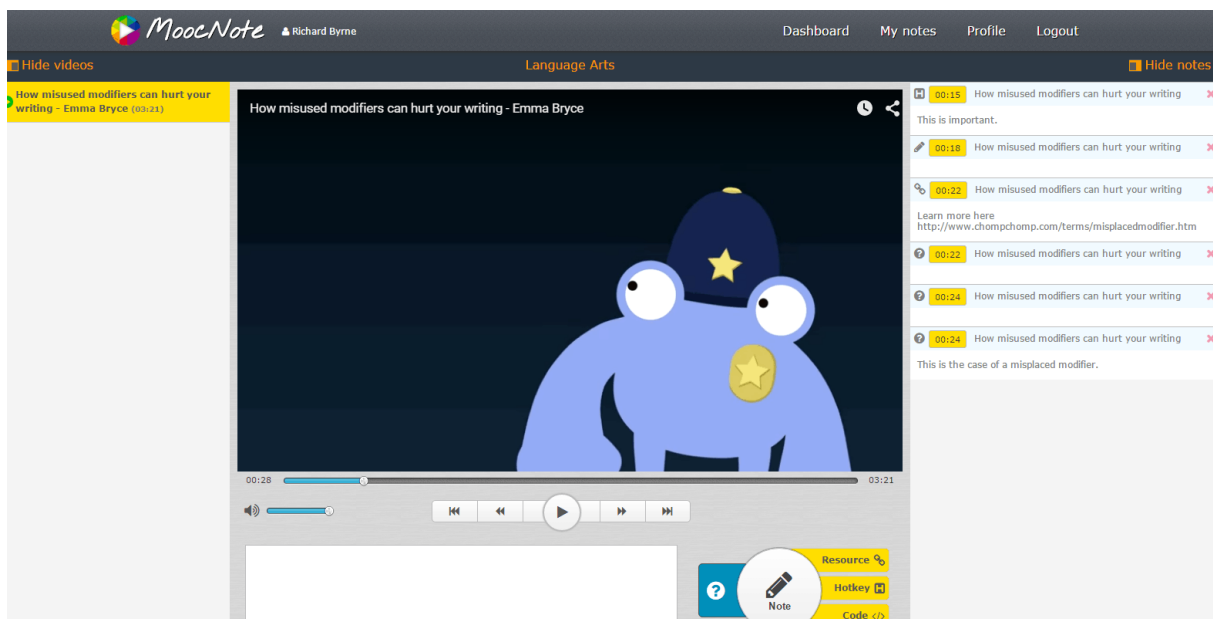 MoocNote
Richard Byrne
Dashboard My notes Profile Logout
Hide videos
Language Arts
Hide notes
How misused modifiers can hurt your
writing - Emma Bryce (03:21)
How misused modifiers can hurt your writing - Emma Bryce
00:28
03:21
00:15 How misused modifiers can hurt your writing
This is important.
00:18 How misused modifiers can hurt your writing
00:22 How misused modifiers can hurt your writing
Learn more here
http://www.chompchomp.com/terms/misplacedmodifier.htm
00:22 How misused modifiers can hurt your writing
00:24 How misused modifiers can hurt your writing
00:24 How misused modifiers can hurt your writing
This is the case of a misplaced modifier.
Resource
Hotkey
Note
Code </>